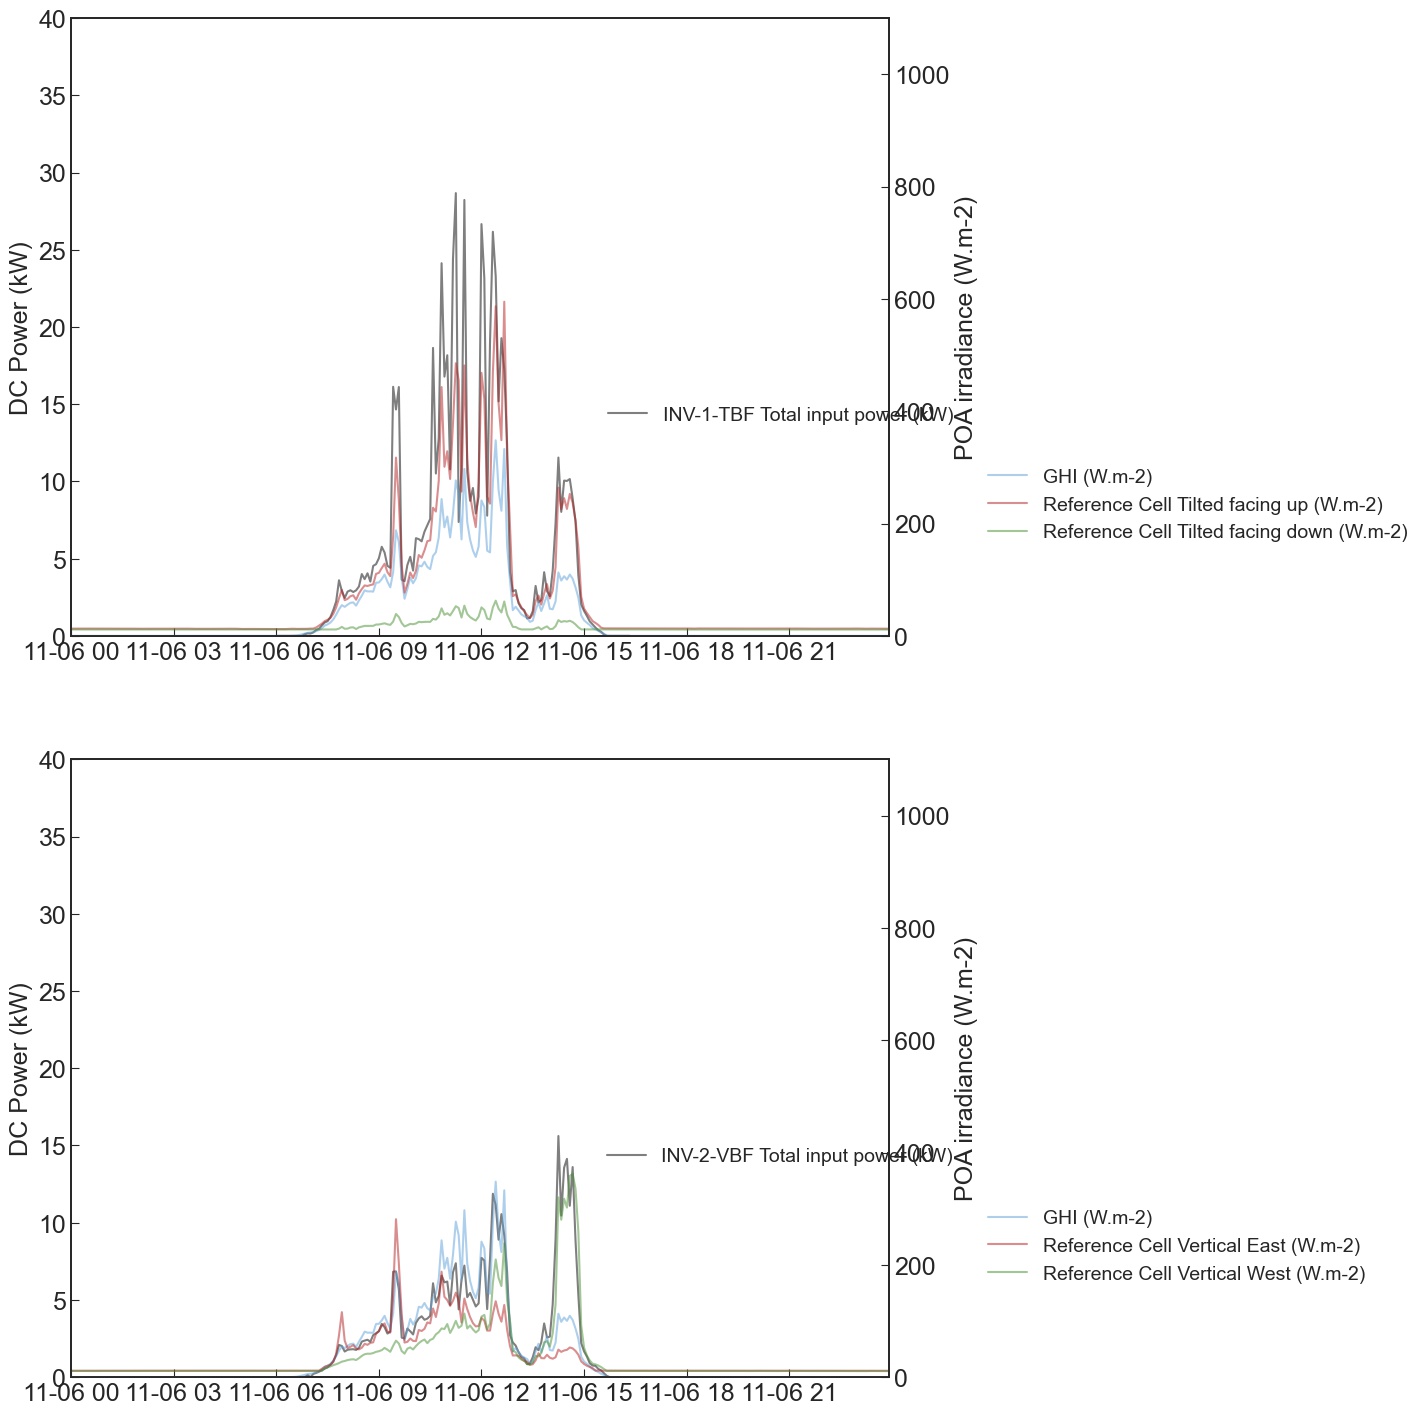 40
35
30
25
20
15
10
5
0
DC Power (kW)
1000
800
600
400
200
0
POA irradiance (W.m-2)
INV-1-TBF Total input power (kW)
GHI (W.m-2)
Reference Cell Tilted facing up (W.m-2)
Reference Cell Tilted facing down (W.m-2)
11-06 00 11-06 03 11-06 06 11-06 09 11-06 12 11-06 15 11-06 18 11-06 21
40
35
30
25
20
15
10
5
0
DC Power (kW)
1000
800
600
400
200
0
POA irradiance (W.m-2)
INV-2-VBF Total input power (kW)
GHI (W.m-2)
Reference Cell Vertical East (W.m-2)
Reference Cell Vertical West (W.m-2)
11-06 00 11-06 03 11-06 06 11-06 09 11-06 12 11-06 15 11-06 18 11-06 21